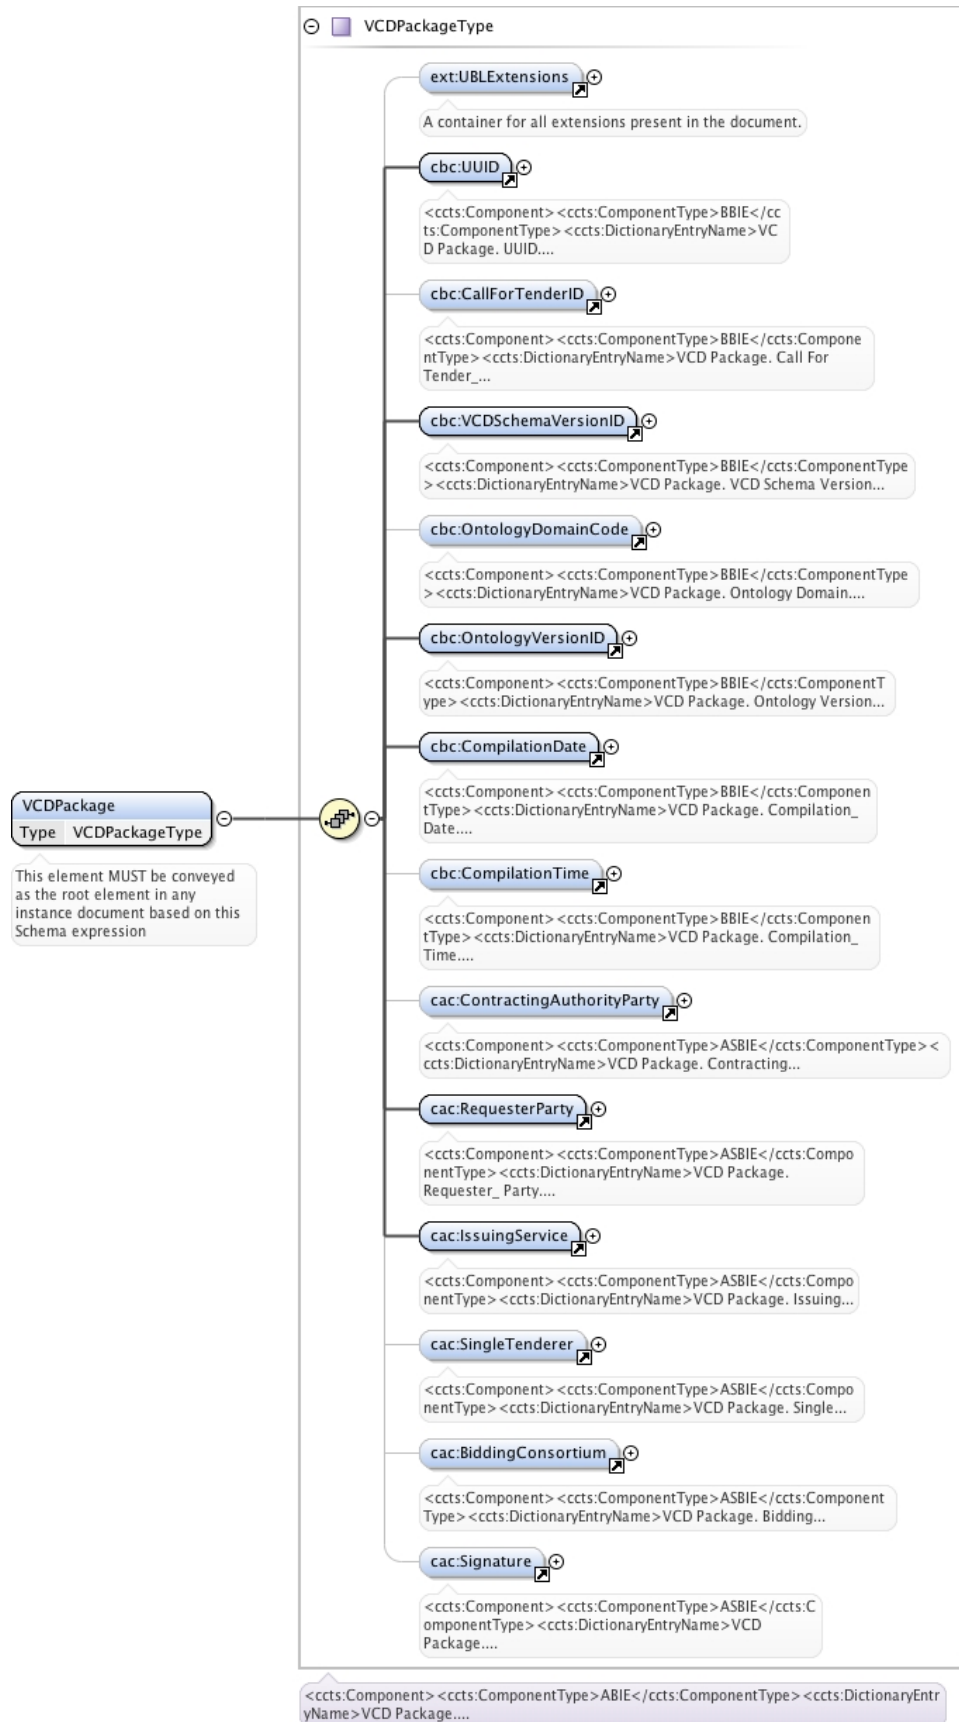 VCDPackageType
ext:UBLExtensions
A container for all extensions present in the document.
cbc:UUID
<ccts:Component><ccts:ComponentType>BBIE</cc
ts:ComponentType><ccts:DictionaryEntryName>VC
D Package. UUID....
cbc:CallForTenderID
<ccts:Component><ccts:ComponentType>BBIE</ccts:Compone
ntType><ccts:DictionaryEntryName>VCD Package. Call For
Tender_...
cbc:VCDSchemaVersionID
<ccts:Component><ccts:ComponentType>BBIE</ccts:ComponentType
><ccts:DictionaryEntryName>VCD Package. VCD Schema Version...
cbc:OntologyDomainCode
<ccts:Component><ccts:ComponentType>BBIE</ccts:ComponentType
><ccts:DictionaryEntryName>VCD Package. Ontology Domain....
cbc:OntologyVersionID
<ccts:Component><ccts:ComponentType>BBIE</ccts:ComponentT
ype><ccts:DictionaryEntryName>VCD Package. Ontology Version...
cbc:CompilationDate
<ccts:Component><ccts:ComponentType>BBIE</ccts:Componen
tType><ccts:DictionaryEntryName>VCD Package. Compilation_
Date....
VCDPackage
Type VCDPackageType
This element MUST be conveyed
as the root element in any
instance document based on this
Schema expression
cbc:CompilationTime
<ccts:Component><ccts:ComponentType>BBIE</ccts:Componen
tType><ccts:DictionaryEntryName>VCD Package. Compilation_
Time....
cac:ContractingAuthorityParty
<ccts:Component><ccts:ComponentType>ASBIE</ccts:ComponentType><
ccts:DictionaryEntryName>VCD Package. Contracting...
cac:RequesterParty
<ccts:Component><ccts:ComponentType>ASBIE</ccts:Compo
nentType><ccts:DictionaryEntryName>VCD Package.
Requester_ Party....
cac:IssuingService
<ccts:Component><ccts:ComponentType>ASBIE</ccts:Compo
nentType><ccts:DictionaryEntryName>VCD Package. Issuing...
cac:SingleTenderer
<ccts:Component><ccts:ComponentType>ASBIE</ccts:Compo
nentType><ccts:DictionaryEntryName>VCD Package. Single...
cac:BiddingConsortium
<ccts:Component><ccts:ComponentType>ASBIE</ccts:Component
Type><ccts:DictionaryEntryName>VCD Package. Bidding...
cac:Signature
<ccts:Component><ccts:ComponentType>ASBIE</ccts:C
omponentType><ccts:DictionaryEntryName>VCD
Package....
<ccts:Component><ccts:ComponentType>ABIE</ccts:ComponentType><ccts:DictionaryEntr
yName>VCD Package....